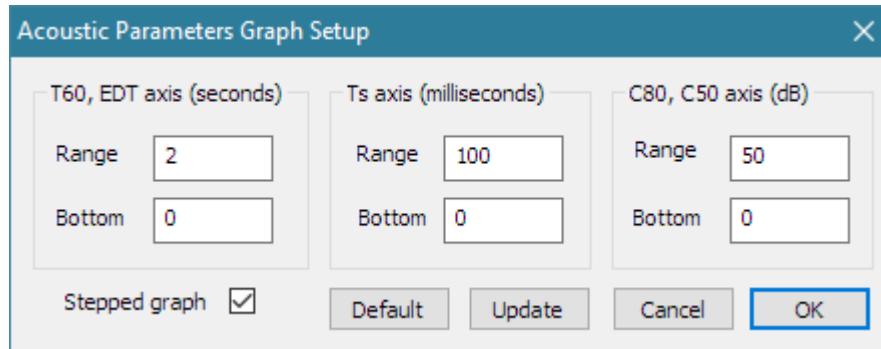 Acoustic Parameters Graph Setup
T60, EDT axis (seconds)
Range 2
Bottom 0
Ts axis (milliseconds)
Range 100
Bottom 0
C80, C50 axis (dB)
Range 50
Bottom 0
Stepped graph
Default
Update
Cancel
OK